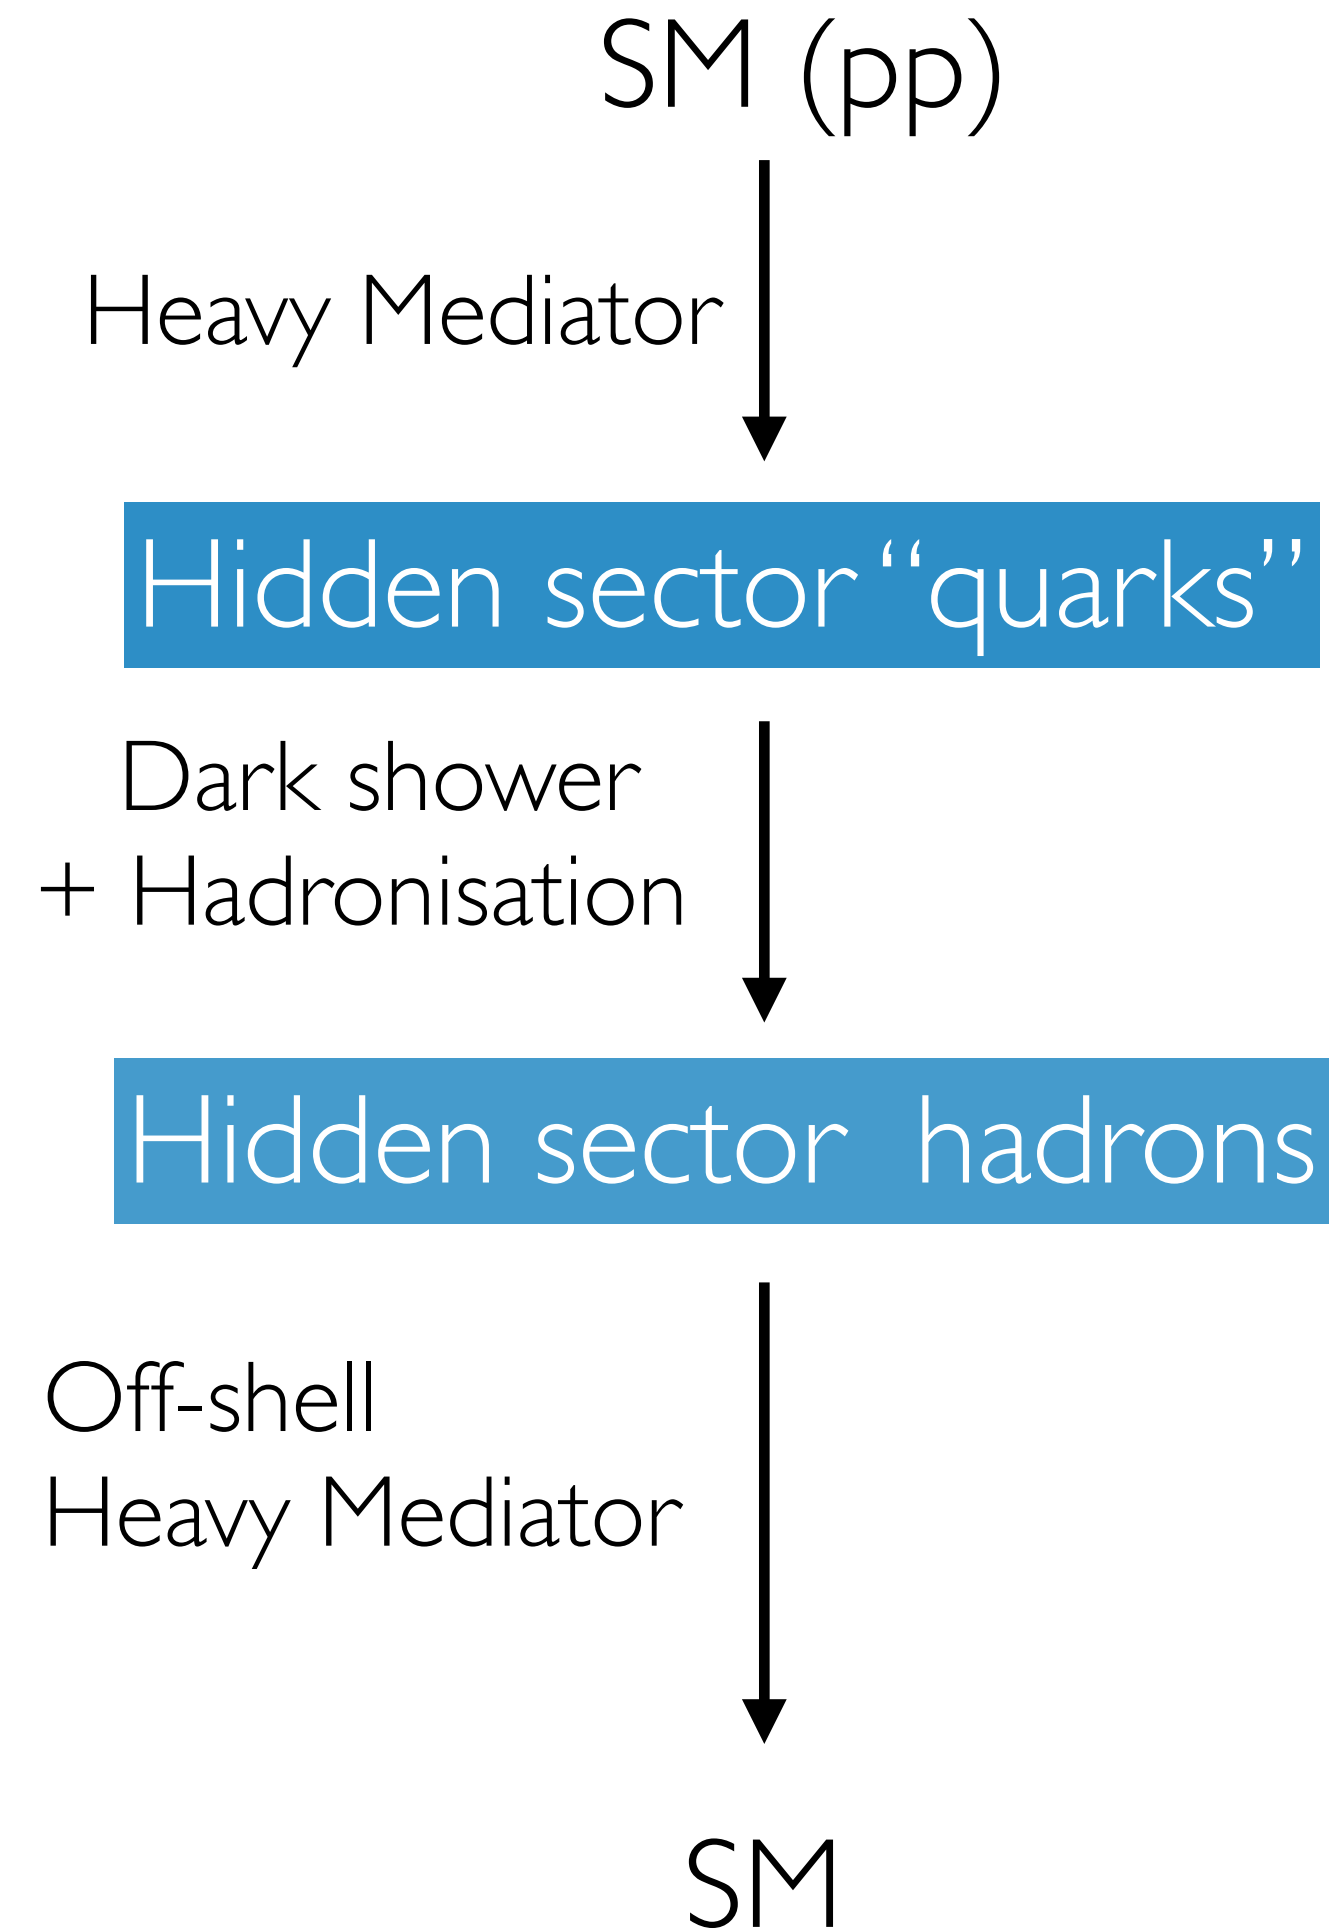 SM (pp)
Heavy Mediator
Hidden sector “quarks”
Dark shower
+ Hadronisation
Hidden sector hadrons
Off-shell
Heavy Mediator
SM